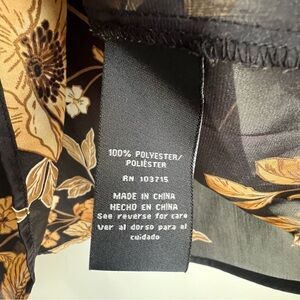 100% POLYESTER/
POLIÉSTER
RN 103715
MADE IN CHINA
HECHO EN CHINA
See reverse for care
Ver al dorso para el
cuidado